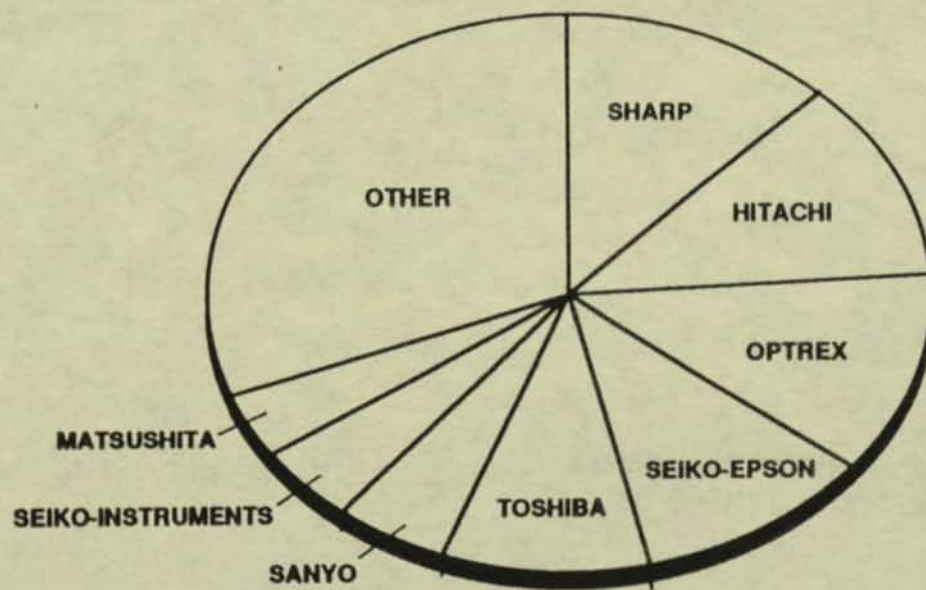 SHARP
OTHER
HITACHI
OPTREX
MATSUSHITA
SEIKO-EPSON
TOSHIBA
SEIKO-INSTRUMENTS
SANYO